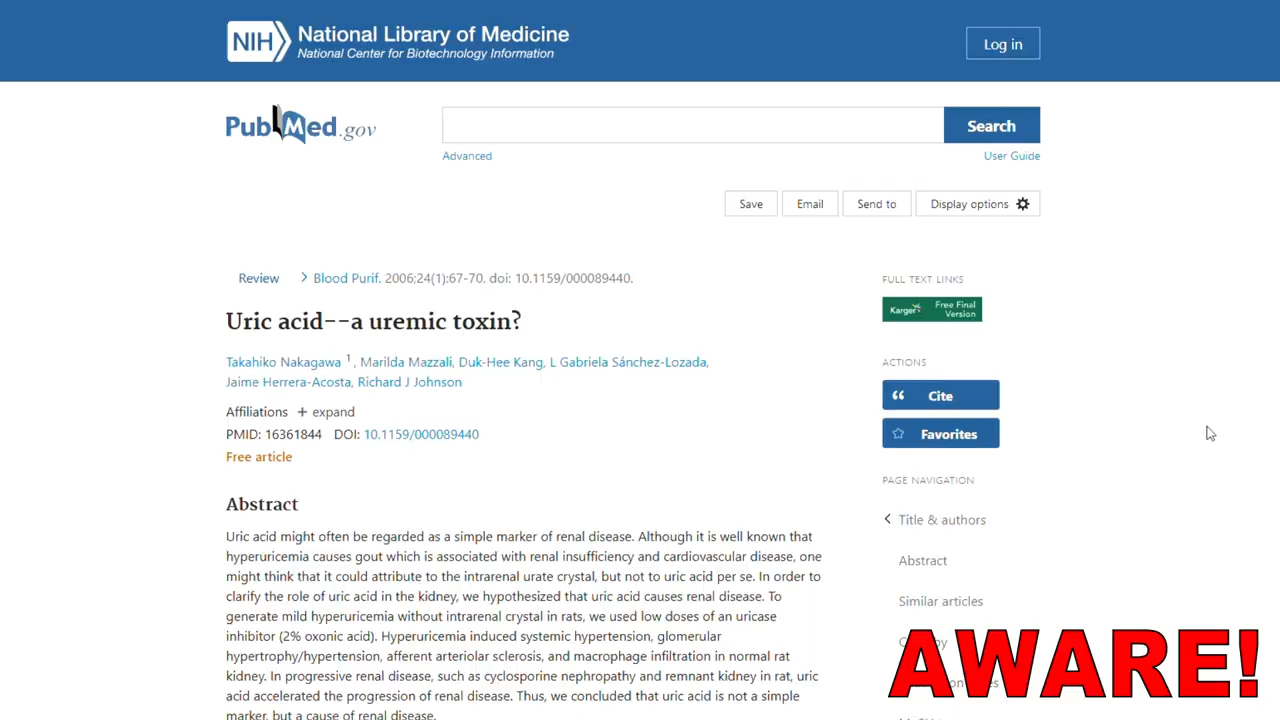 NIH National Library of Medicine
National Center for Biotechnology Information
Log in
PubMed.gov
Search
Advanced
User Guide
Save
Email
Send to
Display options
Review
Blood Purif. 2006;24(1):67-70. doi: 10.1159/000089440.
Uric acid--a uremic toxin?
Takahiko Nakagawa 1, Marilda Mazzali, Duk-Hee Kang, L Gabriela Sánchez-Lozada,
Jaime Herrera-Acosta, Richard J Johnson
Affiliations + expand
PMID: 16361844 DOI: 10.1159/000089440
Free article
Abstract
Uric acid might often be regarded as a simple marker of renal disease. Although it is well known that
hyperuricemia causes gout which is associated with renal insufficiency and cardiovascular disease, one
might think that it could attribute to the intrarenal urate crystal, but not to uric acid per se. In order to
clarify the role of uric acid in the kidney, we hypothesized that uric acid causes renal disease. To
generate mild hyperuricemia without intrarenal crystal in rats, we used low doses of an uricase
inhibitor (2% oxonic acid). Hyperuricemia induced systemic hypertension, glomerular
hypertrophy/hypertension, afferent arteriolar sclerosis, and macrophage infiltration in normal rat
kidney. In progressive renal disease, such as cyclosporine nephropathy and remnant kidney in rat, uric
acid accelerated the progression of renal disease. Thus, we concluded that uric acid is not a simple
marker, but a cause of renal disease.
FULL TEXT LINKS
Karger Free Final
Version
ACTIONS
Cite
Favorites
PAGE NAVIGATION
Title & authors
Abstract
Similar articles
AWARE!